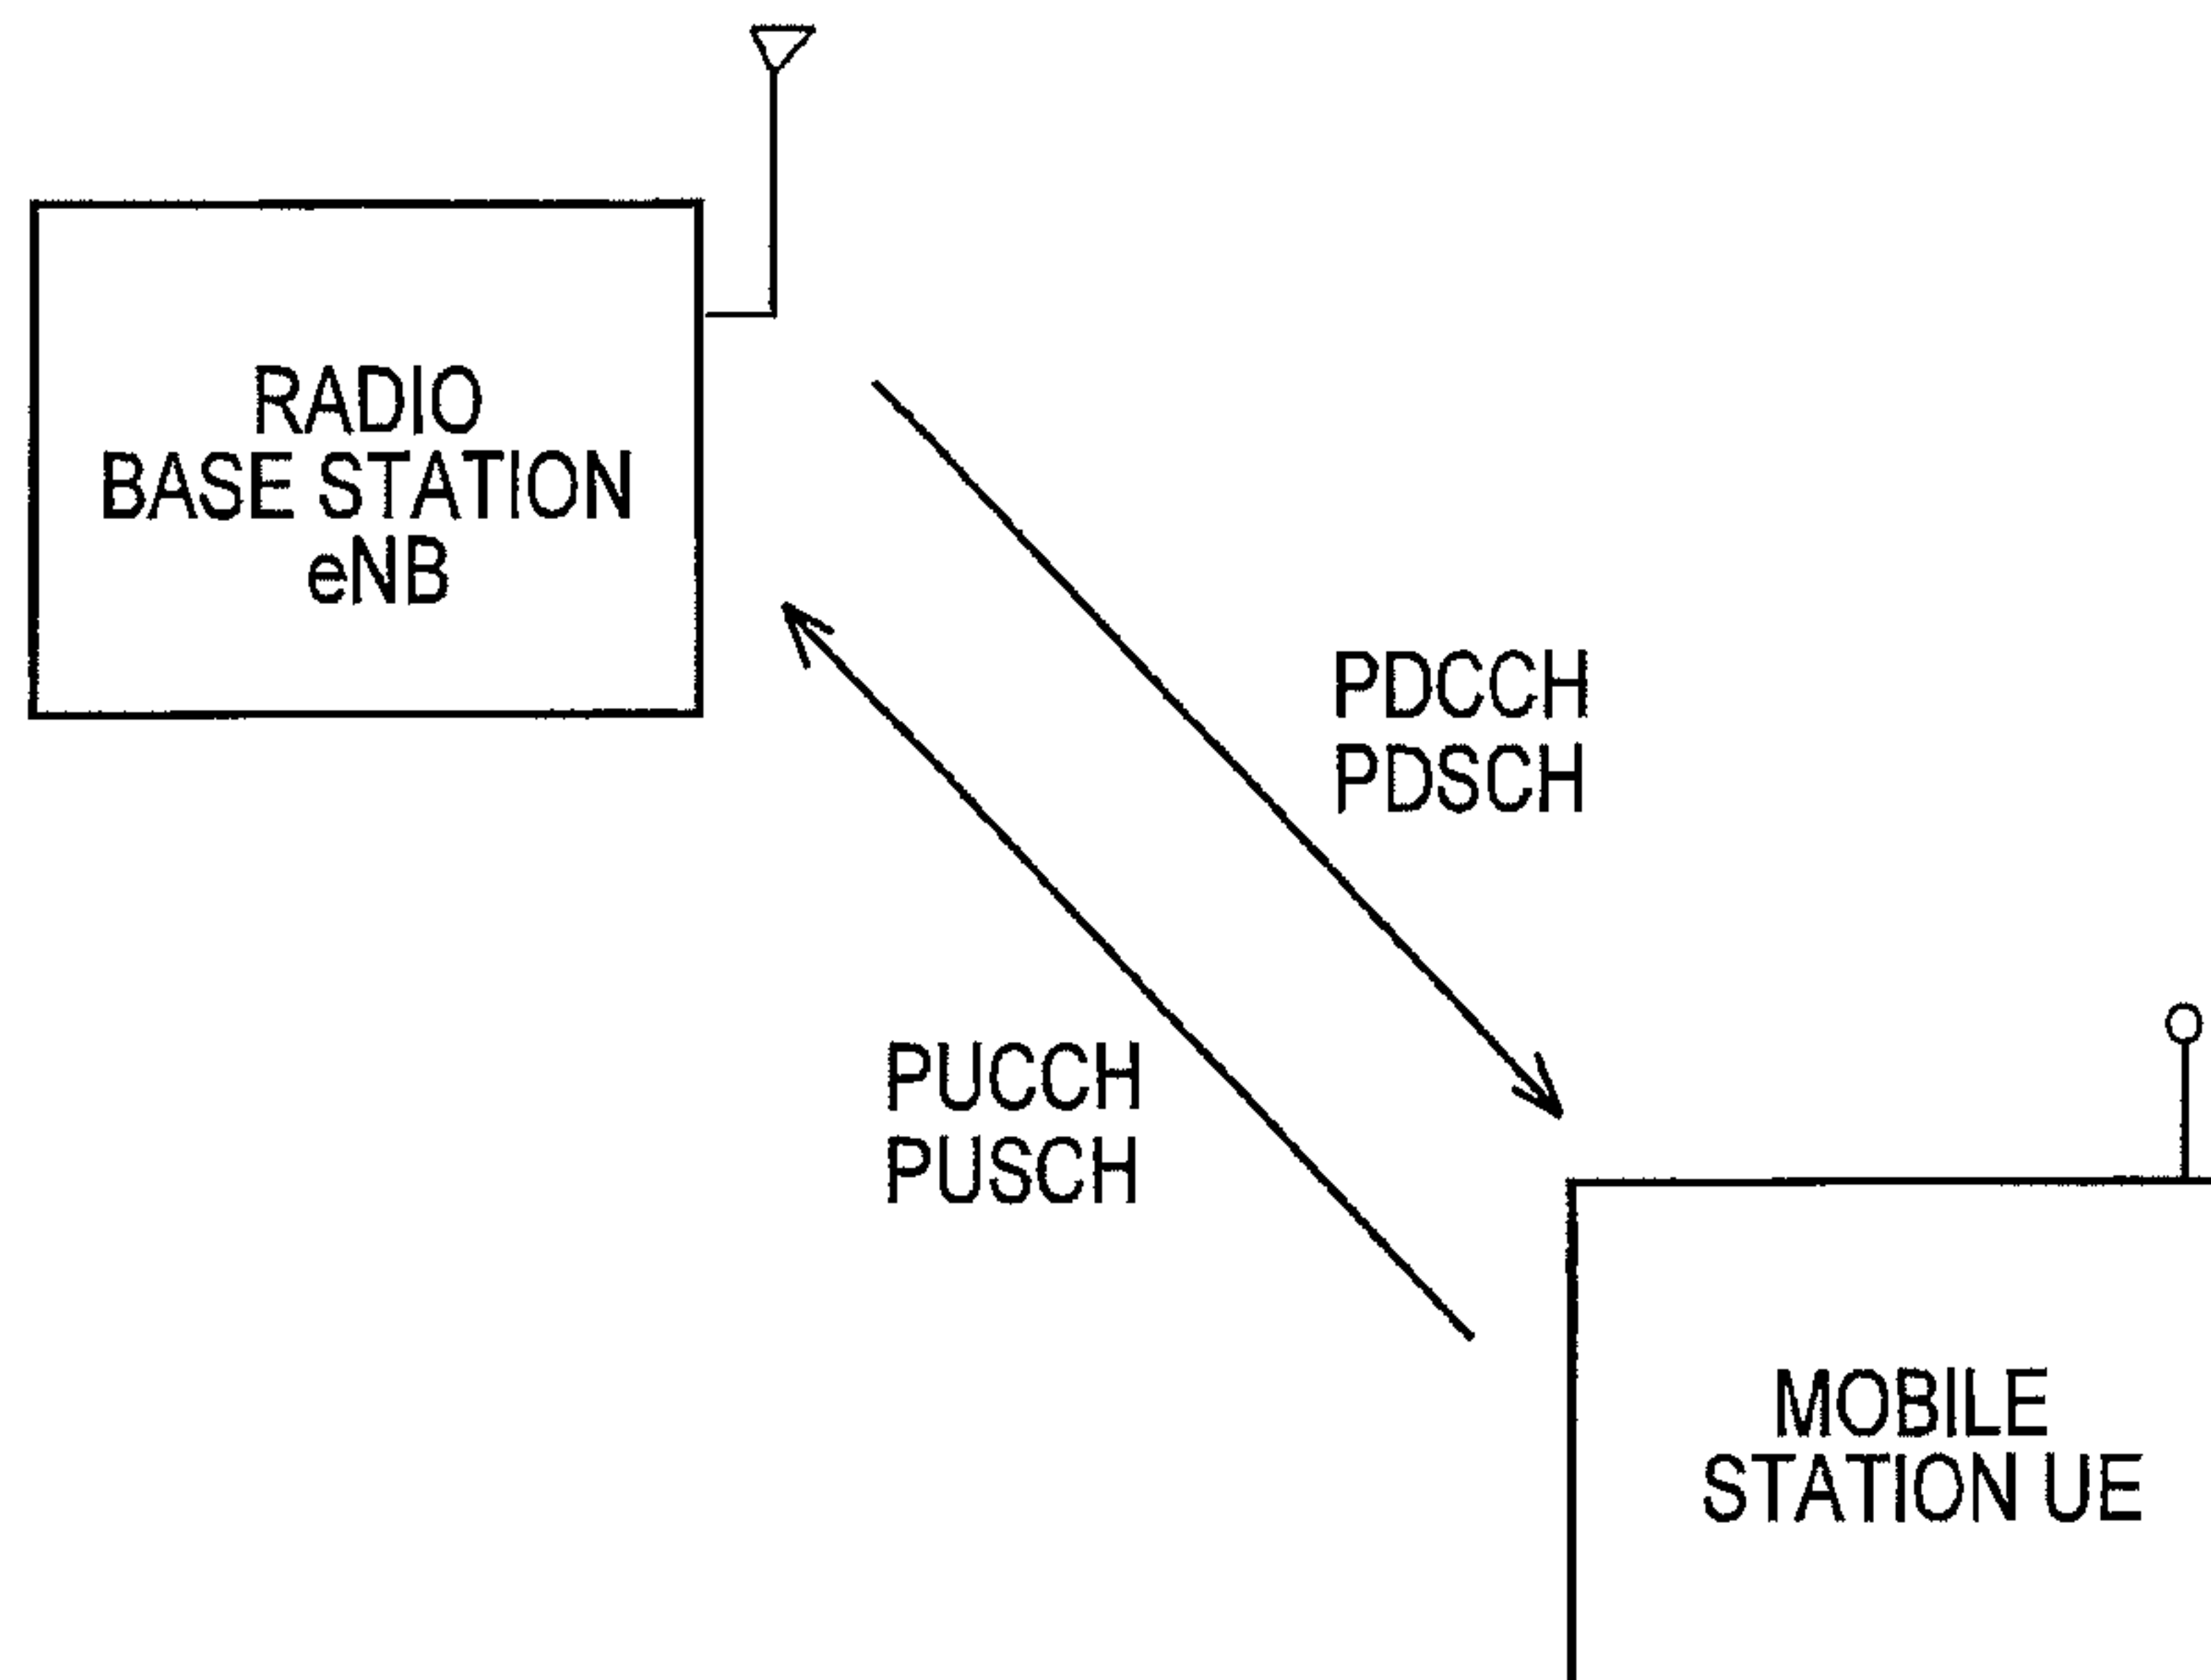 RADIO
BASE STATION
eNB
PDCCH
PDSCH
PUCCH
PUSCH
MOBILE
STATION UE